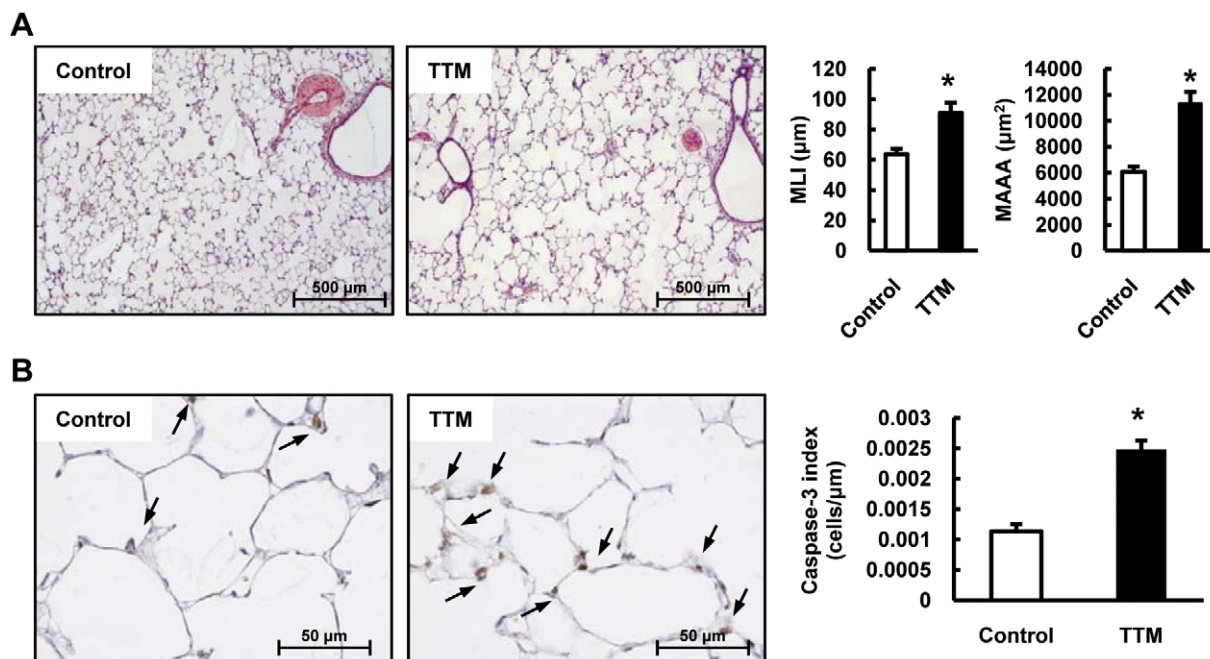 A
Control
500 µm
TTM
500 µm
MLI (µm)
120
100
80
60
40
20
0
*
Control
TTM
MAAA (µm²)
14000
12000
10000
8000
6000
4000
2000
0
*
Control
TTM
B
Control
50 µm
TTM
50 µm
Caspase-3 index
(cells/µm)
0.003
0.0025
0.002
0.0015
0.001
0.0005
0
*
Control
TTM